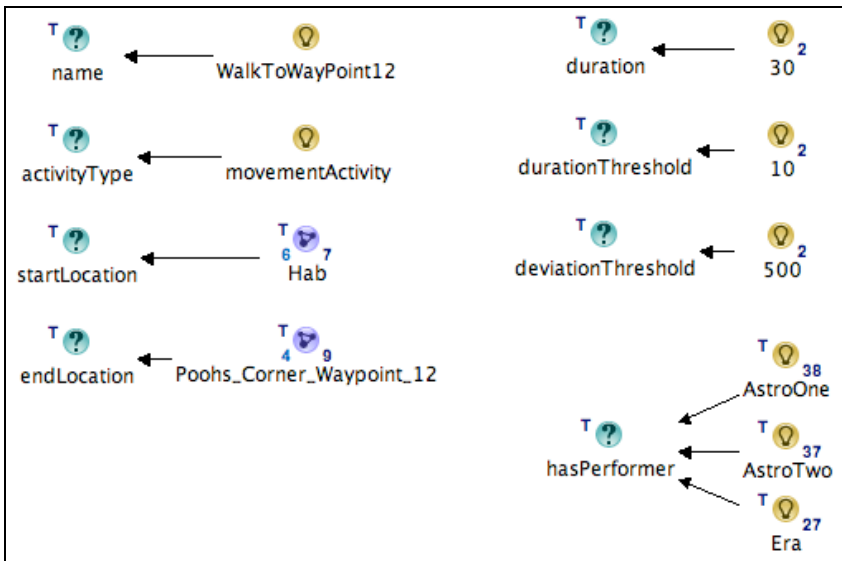 T ?
name
WalkToWayPoint12
T ?
activityType
movementActivity
T ?
startLocation
T
6 7
Hab
T ?
endLocation
T
4 9
Poohs_Corner_Waypoint_12
T ?
duration
2
30
T ?
durationThreshold
2
10
T ?
deviationThreshold
2
500
T ?
hasPerformer
T
38
AstroOne
T
37
AstroTwo
T
27
Era